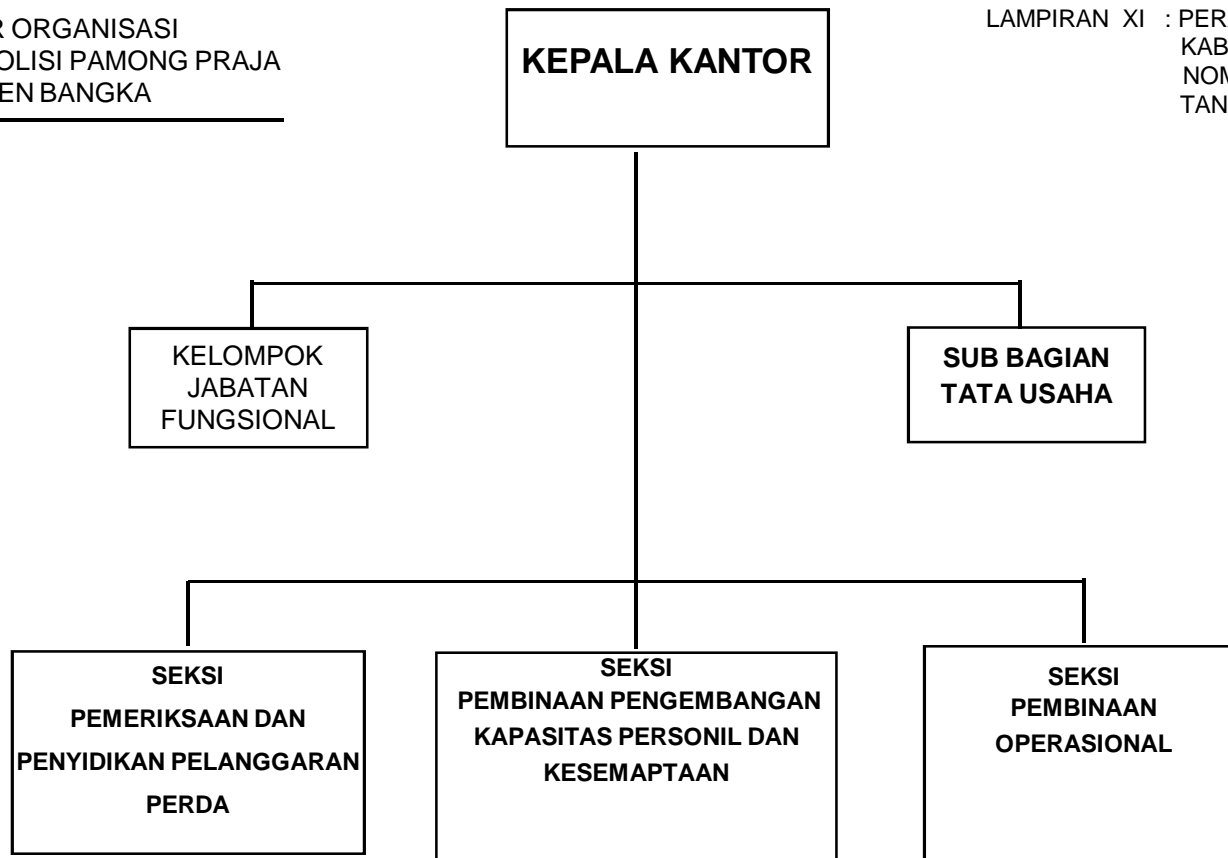 R ORGANISASI
OLISI PAMONG PRAJA
EN BANGKA
KEPALA KANTOR
LAMPIRAN XI : PER
KAB
NOM
TAN
KELOMPOK
JABATAN
FUNGSIONAL
SUB BAGIAN
TATA USAHA
SEKSI
PEMERIKSAAN DAN
PENYIDIKAN PELANGGARAN
PERDA
SEKSI
PEMBINAAN PENGEMBANGAN
KAPASITAS PERSONIL DAN
KESEMAPTAAN
SEKSI
PEMBINAAN
OPERASIONAL